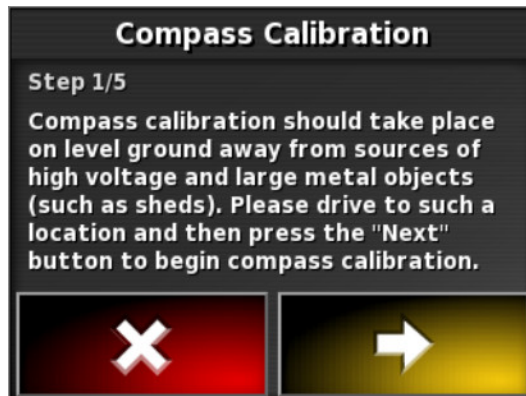 Compass Calibration
Step 1/5
Compass calibration should take place
on level ground away from sources of
high voltage and large metal objects
(such as sheds). Please drive to such a
location and then press the "Next"
button to begin compass calibration.